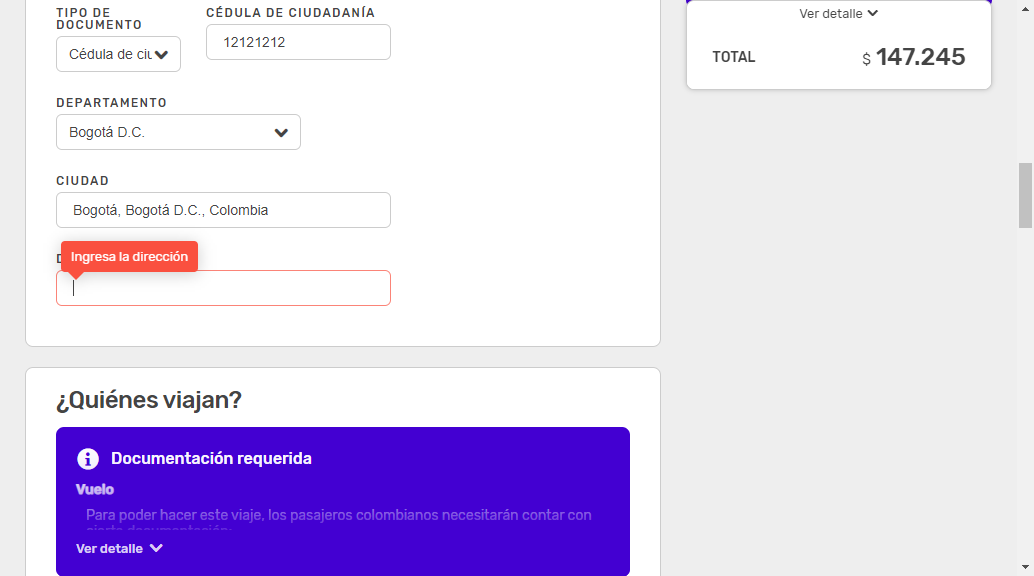 TIPO DE
DOCUMENTO
CÉDULA DE CIUDADANÍA
Cédula de ciu
12121212
DEPARTAMENTO
Bogotá D.C.
CIUDAD
Bogotá, Bogotá D.C., Colombia
Ingresa la dirección
¿Quiénes viajan?
Documentación requerida
Vuelo
Para poder hacer este viaje, los pasajeros colombianos necesitarán contar con
cierta documentación:
Ver detalle
Ver detalle
TOTAL
$ 147.245